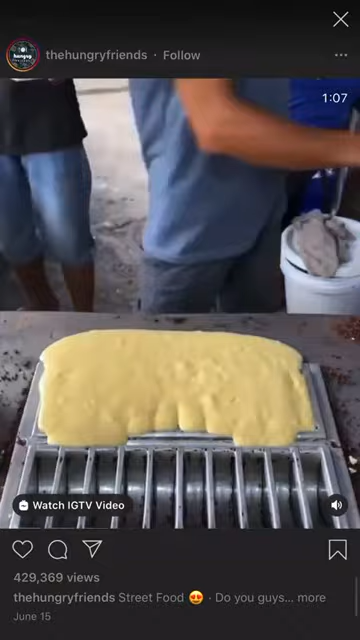 thehungryfriends · Follow
1:07
Watch IGTV Video
429,369 views
thehungryfriends Street Food 😍 · Do you guys... more
June 15